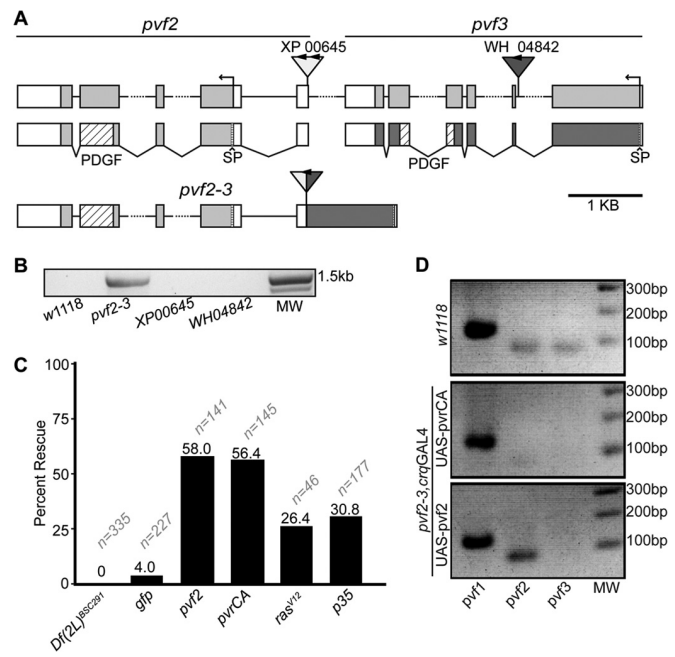 A
pvf2
pvf3
XP 00645
WH 04842
PDGF
SP
PDGF
SP
pvf2-3
1 KB
B
1.5kb
w1118
pvf2-3
XP00645
WH04842
MW
C
Percent Rescue
100
75
50
25
0
n=335
n=227
n=141
n=145
n=46
n=177
0
4.0
58.0
56.4
26.4
30.8
Df(2L)BSC291
gfp
pvf2
pvrCA
rasV12
p35
D
w1118
300bp
200bp
100bp
pvf2-3,crqGAL4
UAS-pvrCA
300bp
200bp
100bp
UAS-pvf2
300bp
200bp
100bp
pvf1
pvf2
pvf3
MW